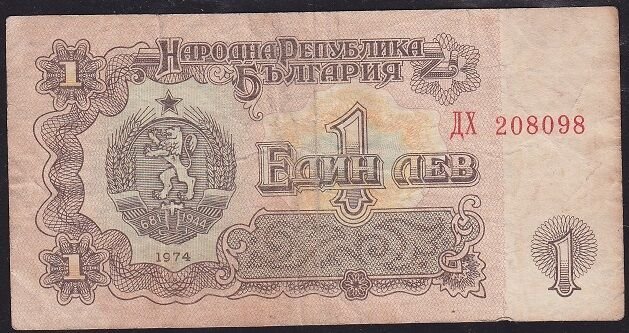 1
НАРОДНА РЕПУБЛИКА
БЪЛГАРИЯ
ДХ 208098
1
ЕДИН ЛЕВ
681 1944
1974
1
1